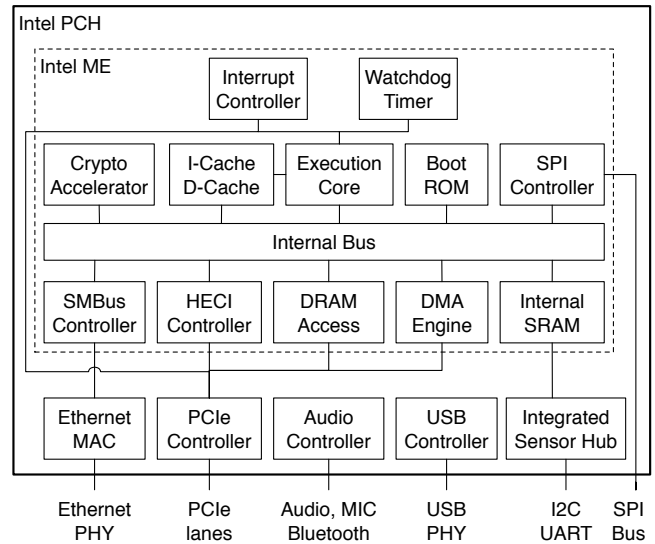 Intel PCH
Intel ME
Interrupt
Controller
Watchdog
Timer
Crypto
Accelerator
I-Cache
D-Cache
Execution
Core
Boot
ROM
SPI
Controller
Internal Bus
SMBus
Controller
HECI
Controller
DRAM
Access
DMA
Engine
Internal
SRAM
Ethernet
MAC
PCIe
Controller
Audio
Controller
USB
Controller
Integrated
Sensor Hub
Ethernet
PHY
PCIe
lanes
Audio, MIC
Bluetooth
USB
PHY
I2C
UART
SPI
Bus